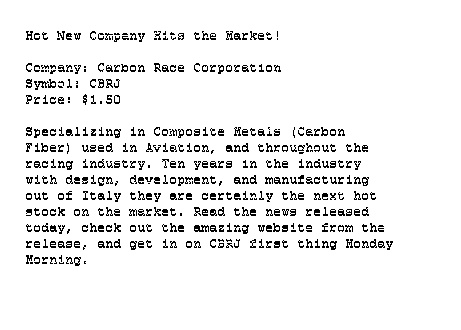 Hot New Company Hits the Market!
Company: Carbon Race Corporation
Symbol: CBRJ
Price: $1.50
Specializing in Composite Metals (Carbon
Fiber) used in Aviation, and throughout the
racing industry. Ten years in the industry
with design, development, and manufacturing
out of Italy they are certainly the next hot
stock on the market. Read the news released
today, check out the amazing website from the
release, and get in on CBRJ first thing Monday
Morning.